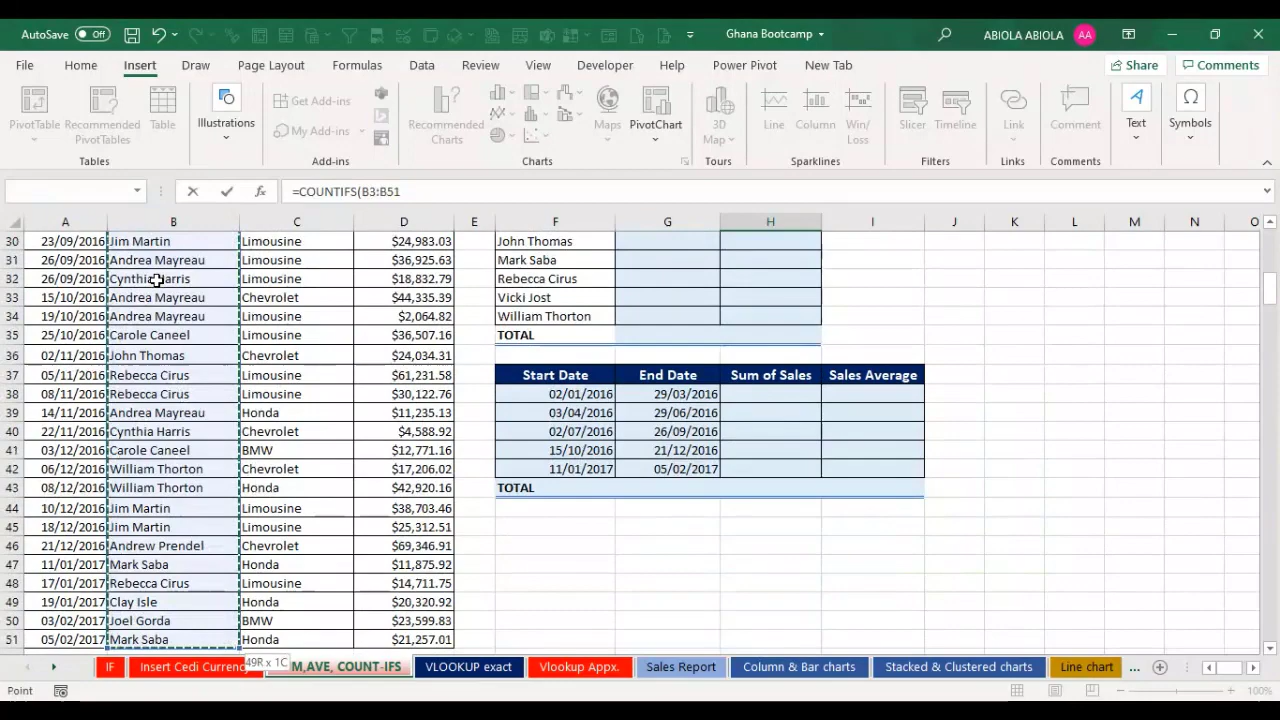 AutoSave Off Ghana Bootcamp ABIOLA ABIOLA AA
File Home Insert Draw Page Layout Formulas Data Review View Developer Help Power Pivot New Tab Share Comments
PivotTable Recommended PivotTables Table Illustrations Get Add-ins My Add-ins Recommended Charts Maps PivotChart 3D Map Line Column Win/Loss Slicer Timeline Link Comment Text Symbols
Tables Add-ins Charts Tours Sparklines Filters Links Comments
=COUNTIFS(B3:B51
A B C D E F G H I J K L M N O
30 23/09/2016 Jim Martin Limousine $24,983.03 John Thomas
31 26/09/2016 Andrea Mayreau Limousine $36,925.63 Mark Saba
32 26/09/2016 Cynthia Harris Limousine $18,832.79 Rebecca Cirus
33 15/10/2016 Andrea Mayreau Chevrolet $44,335.39 Vicki Jost
34 19/10/2016 Andrea Mayreau Limousine $2,064.82 William Thorton
35 25/10/2016 Carole Caneel Limousine $36,507.16 TOTAL
36 02/11/2016 John Thomas Chevrolet $24,034.31
37 05/11/2016 Rebecca Cirus Limousine $61,231.58 Start Date End Date Sum of Sales Sales Average
38 08/11/2016 Rebecca Cirus Limousine $30,122.76 02/01/2016 29/03/2016
39 14/11/2016 Andrea Mayreau Honda $11,235.13 03/04/2016 29/06/2016
40 22/11/2016 Cynthia Harris Chevrolet $4,588.92 02/07/2016 26/09/2016
41 03/12/2016 Carole Caneel BMW $12,771.16 15/10/2016 21/12/2016
42 06/12/2016 William Thorton Chevrolet $17,206.02 11/01/2017 05/02/2017
43 08/12/2016 William Thorton Honda $42,920.16 TOTAL
44 10/12/2016 Jim Martin Limousine $38,703.46
45 18/12/2016 Jim Martin Limousine $25,312.51
46 21/12/2016 Andrew Prendel Chevrolet $69,346.91
47 11/01/2017 Mark Saba Honda $11,875.92
48 17/01/2017 Rebecca Cirus Limousine $14,711.75
49 19/01/2017 Clay Isle Honda $20,320.92
50 03/02/2017 Joel Gorda BMW $23,599.83
51 05/02/2017 Mark Saba Honda $21,257.01
49R x 1C
IF Insert Cedi Currenc M,AVE, COUNT-IFS VLOOKUP exact Vlookup Appx. Sales Report Column & Bar charts Stacked & Clustered charts Line chart ...
Point 100%